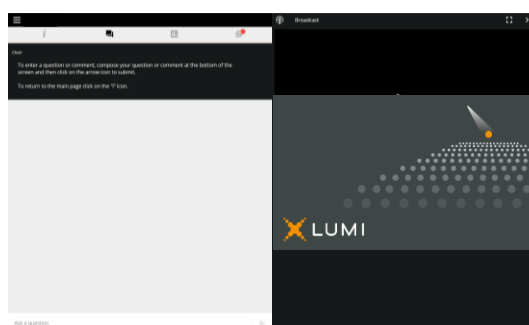 Broadcast
Chat
To enter a question or comment, compose your question or comment at the bottom of the
screen and then click on the arrow icon to submit.
To return to the main page click on the "i" icon.
LUMI
Ask a question